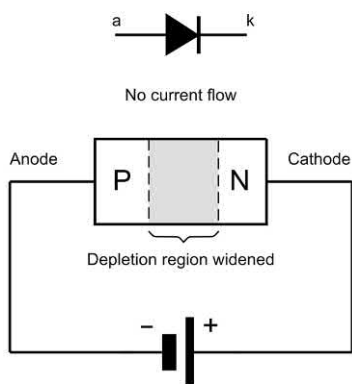 a k
No current flow
Anode Cathode
P N
Depletion region widened
− +